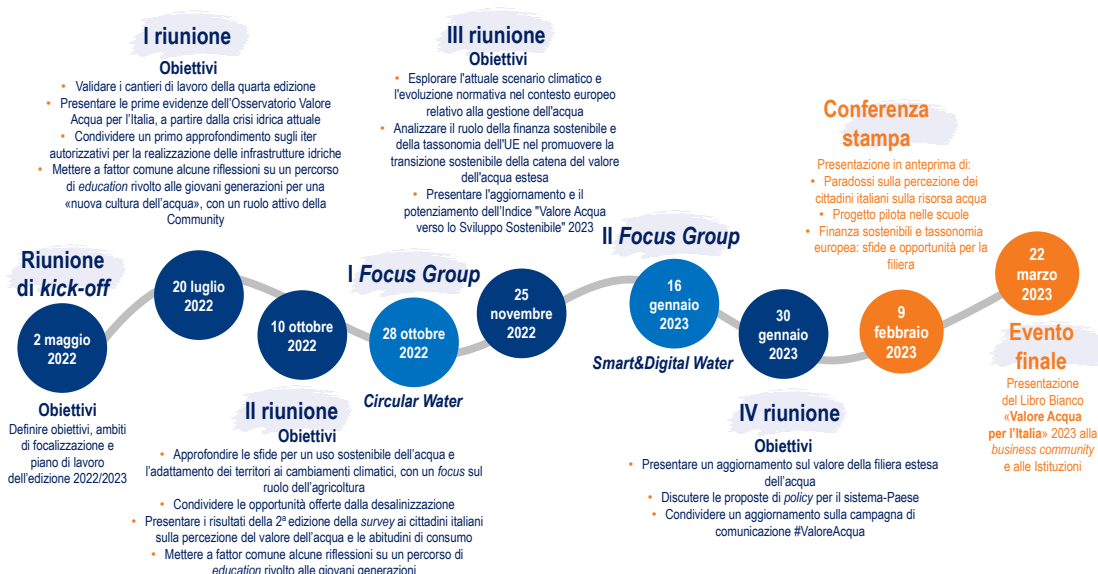 I riunione
Obiettivi
• Validare i cantieri di lavoro della quarta edizione
• Presentare le prime evidenze dell'Osservatorio Valore
Acqua per l'Italia, a partire dalla crisi idrica attuale
• Condividere un primo approfondimento sugli iter
autorizzativi per la realizzazione delle infrastrutture idriche
• Mettere a fattor comune alcune riflessioni su un percorso
di education rivolto alle giovani generazioni per una
«nuova cultura dell'acqua», con un ruolo attivo della
Community
III riunione
Obiettivi
• Esplorare l'attuale scenario climatico e
l'evoluzione normativa nel contesto europeo
relativo alla gestione dell'acqua
• Analizzare il ruolo della finanza sostenibile e
della tassonomia dell'UE nel promuovere la
transizione sostenibile della catena del valore
dell'acqua estesa
• Presentare l'aggiornamento e il
potenziamento dell'Indice "Valore Acqua
verso lo Sviluppo Sostenibile" 2023
Conferenza
stampa
Presentazione in anteprima di:
• Paradossi sulla percezione dei
cittadini italiani sulla risorsa acqua
• Progetto pilota nelle scuole
• Finanza sostenibili e tassonomia
europea: sfide e opportunità per la
filiera
Riunione
di kick-off
2 maggio
2022
Obiettivi
Definire obiettivi, ambiti
di focalizzazione e
piano di lavoro
dell'edizione 2022/2023
20 luglio
2022
10 ottobre
2022
I Focus Group
28 ottobre
2022
Circular Water
25
novembre
2022
II Focus Group
16
gennaio
2023
Smart&Digital Water
30
gennaio
2023
9
febbraio
2023
22
marzo
2023
Evento
finale
Presentazione
del Libro Bianco
«Valore Acqua
per l'Italia» 2023 alla
business community
e alle Istituzioni
II riunione
Obiettivi
• Approfondire le sfide per un uso sostenibile dell'acqua e
l'adattamento dei territori ai cambiamenti climatici, con un focus sul
ruolo dell'agricoltura
• Condividere le opportunità offerte dalla desalinizzazione
• Presentare i risultati della 2ª edizione della survey ai cittadini italiani
sulla percezione del valore dell'acqua e le abitudini di consumo
• Mettere a fattor comune alcune riflessioni su un percorso di
education rivolto alle giovani generazioni
IV riunione
Obiettivi
• Presentare un aggiornamento sul valore della filiera estesa
dell'acqua
• Discutere le proposte di policy per il sistema-Paese
• Condividere un aggiornamento sulla campagna di
comunicazione #ValoreAcqua